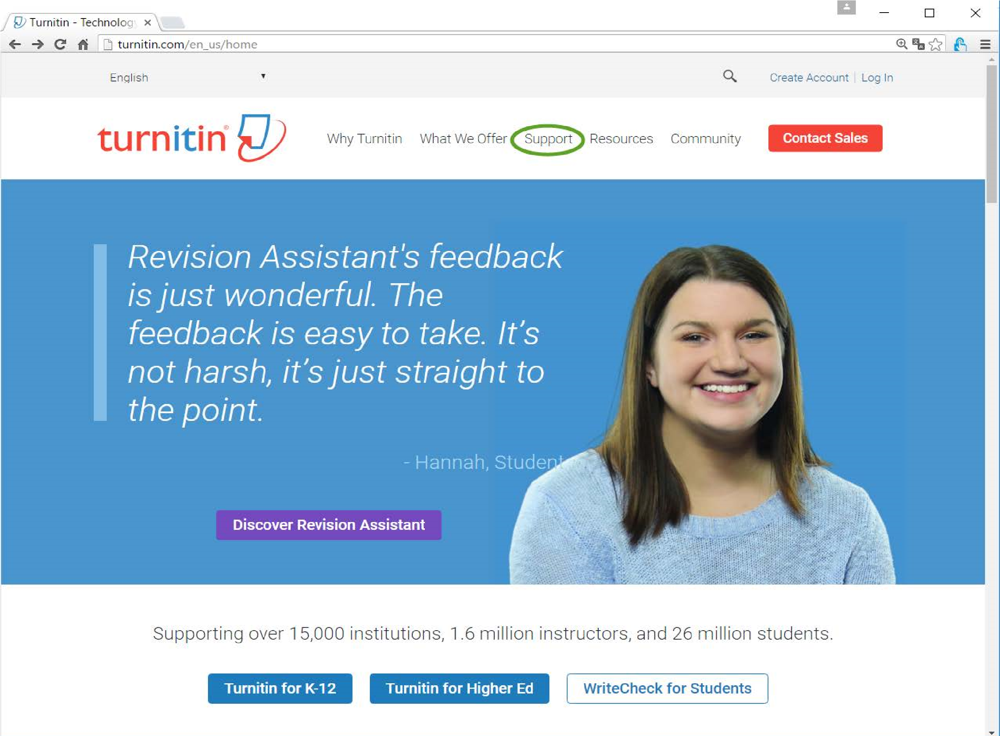 Turnitin - Technolog
turnitin.com/en_us/home
English
Create Account | Log In
turnitin®
Why Turnitin What We Offer Support Resources Community Contact Sales
Revision Assistant's feedback
is just wonderful. The
feedback is easy to take. It’s
not harsh, it’s just straight to
the point.
- Hannah, Student
Discover Revision Assistant
Supporting over 15,000 institutions, 1.6 million instructors, and 26 million students.
Turnitin for K-12 Turnitin for Higher Ed WriteCheck for Students